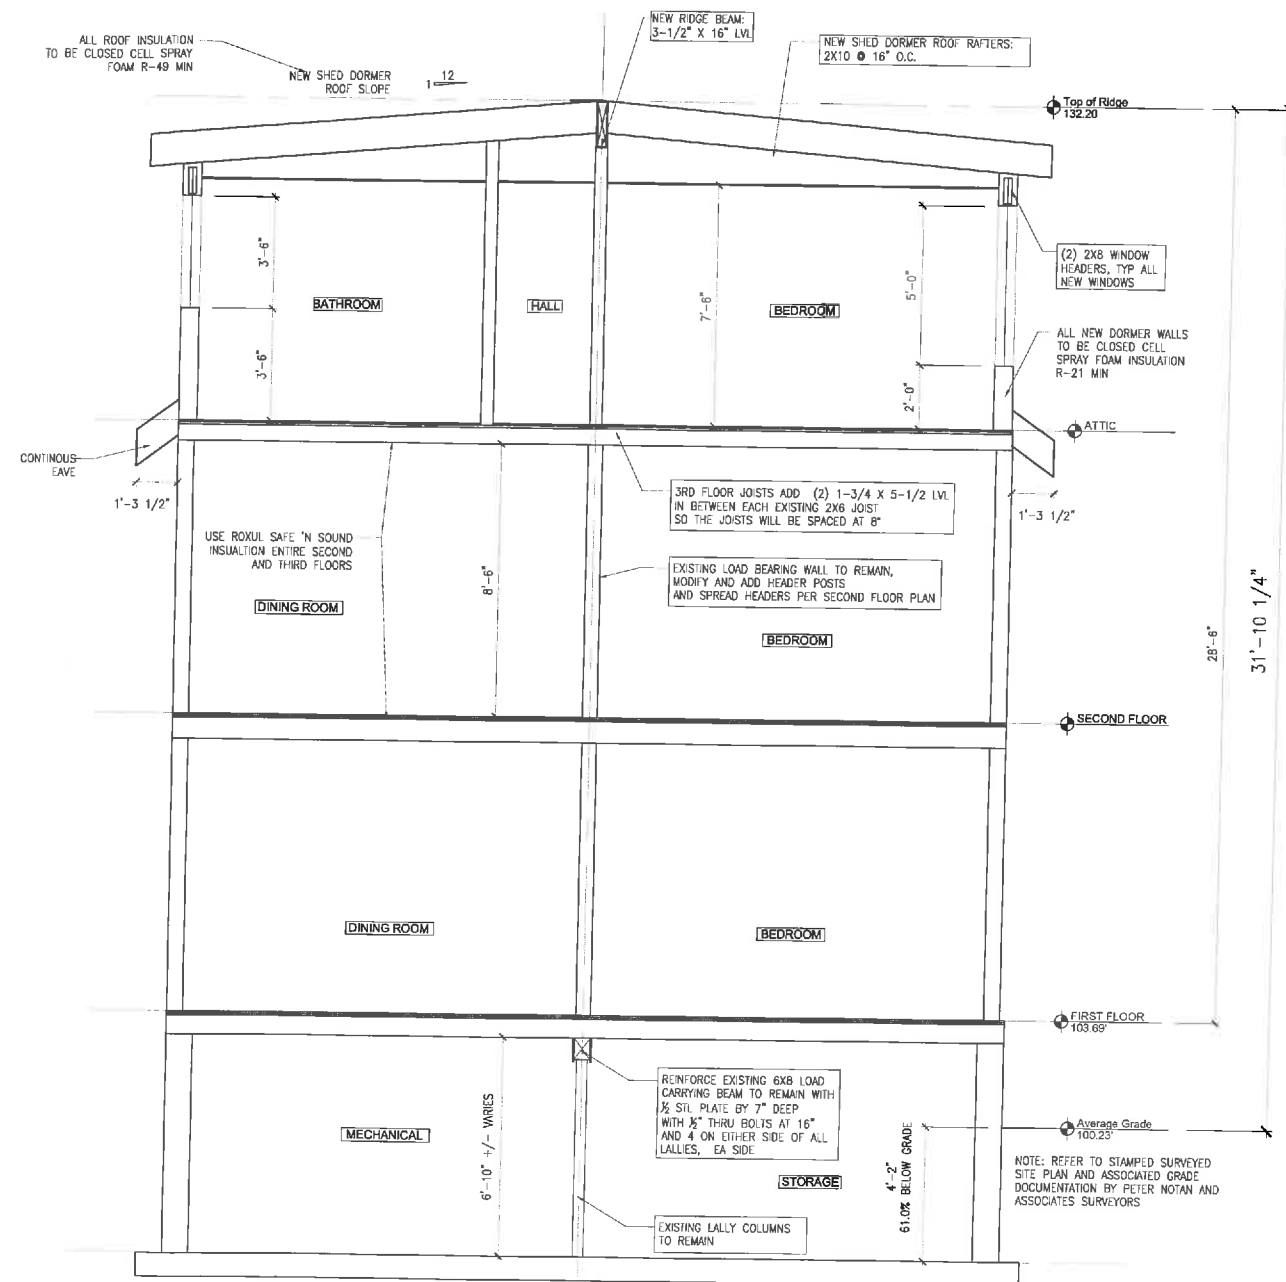 ALL ROOF INSULATION
TO BE CLOSED CELL SPRAY
FOAM R-49 MIN
NEW SHED DORMER
ROOF SLOPE
12
1
NEW RIDGE BEAM:
3-1/2" X 16" LVL
NEW SHED DORMER ROOF RAFTERS:
2X10 @ 16" O.C.
Top of Ridge
132.20
(2) 2X8 WINDOW
HEADERS, TYP ALL
NEW WINDOWS
3'-6"
BATHROOM
HALL
7'-6"
BEDROOM
5'-0"
3'-6"
2'-0"
ALL NEW DORMER WALLS
TO BE CLOSED CELL
SPRAY FOAM INSULATION
R-21 MIN
ATTIC
CONTINOUS
EAVE
1'-3 1/2"
1'-3 1/2"
3RD FLOOR JOISTS ADD (2) 1-3/4 X 5-1/2 LVL
IN BETWEEN EACH EXISTING 2X6 JOIST
SO THE JOISTS WILL BE SPACED AT 8"
USE ROXUL SAFE 'N SOUND
INSUALTION ENTIRE SECOND
AND THIRD FLOORS
8'-6"
EXISTING LOAD BEARING WALL TO REMAIN,
MODIFY AND ADD HEADER POSTS
AND SPREAD HEADERS PER SECOND FLOOR PLAN
DINING ROOM
BEDROOM
28'-6"
31'-10 1/4"
SECOND FLOOR
DINING ROOM
BEDROOM
FIRST FLOOR
103.69'
REINFORCE EXISTING 6X8 LOAD
CARRYING BEAM TO REMAIN WITH
½ STL PLATE BY 7" DEEP
WITH ½" THRU BOLTS AT 16"
AND 4 ON EITHER SIDE OF ALL
LALLIES, EA SIDE
MECHANICAL
6'-10" +/- VARIES
STORAGE
4'-2"
61.0% BELOW GRADE
Average Grade
100.23'
NOTE: REFER TO STAMPED SURVEYED
SITE PLAN AND ASSOCIATED GRADE
DOCUMENTATION BY PETER NOTAN AND
ASSOCIATES SURVEYORS
EXISTING LALLY COLUMNS
TO REMAIN